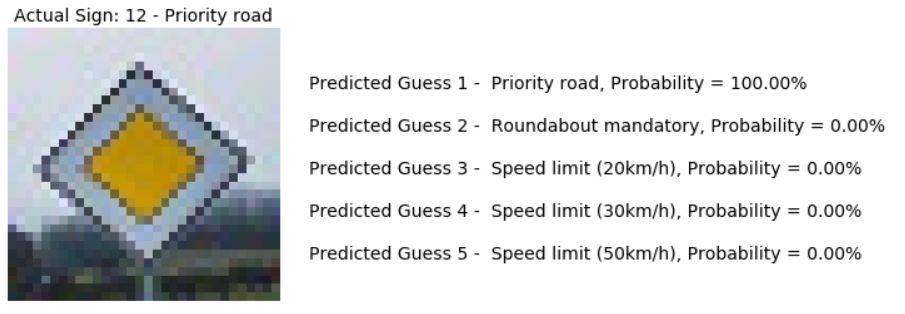 Actual Sign: 12 - Priority road
Predicted Guess 1 - Priority road, Probability = 100.00%
Predicted Guess 2 - Roundabout mandatory, Probability = 0.00%
Predicted Guess 3 - Speed limit (20km/h), Probability = 0.00%
Predicted Guess 4 - Speed limit (30km/h), Probability = 0.00%
Predicted Guess 5 - Speed limit (50km/h), Probability = 0.00%